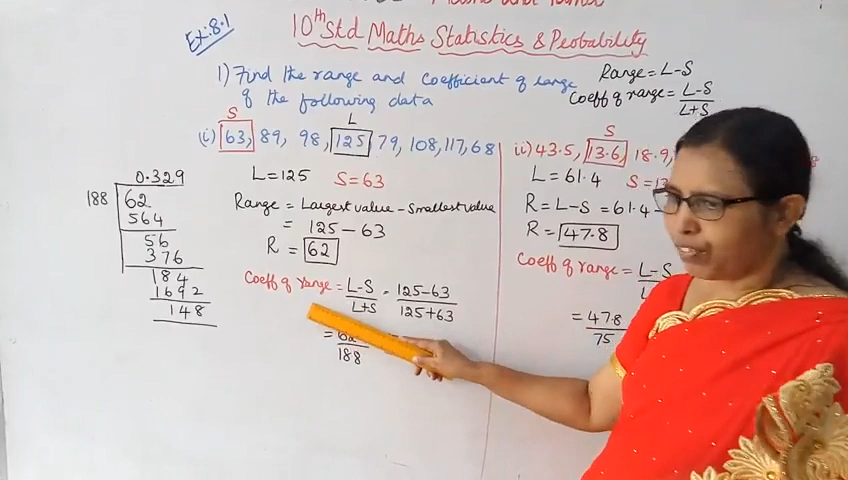 Ex:8.1
10th Std Maths Statistics & Peobability
1) Find the range and coefficient of range
of the following data
Range = L-S
Coeff of range = L-S
L+S
S
L
(i) 63, 89, 98, 125, 79, 108, 117, 68
L = 125 S = 63
Range = Largest value - Smallest value
= 125 - 63
R = 62
Coeff of range = L-S = 125-63
L+S 125+63
= 62
188
0.329
188 62
564
56
376
184
1692
148
S
ii) 43.5, 13.6, 18.9,
L = 61.4 S =
R = L-S = 61.4 -
R = 47.8
Coeff of range = L-S
= 47.8
75